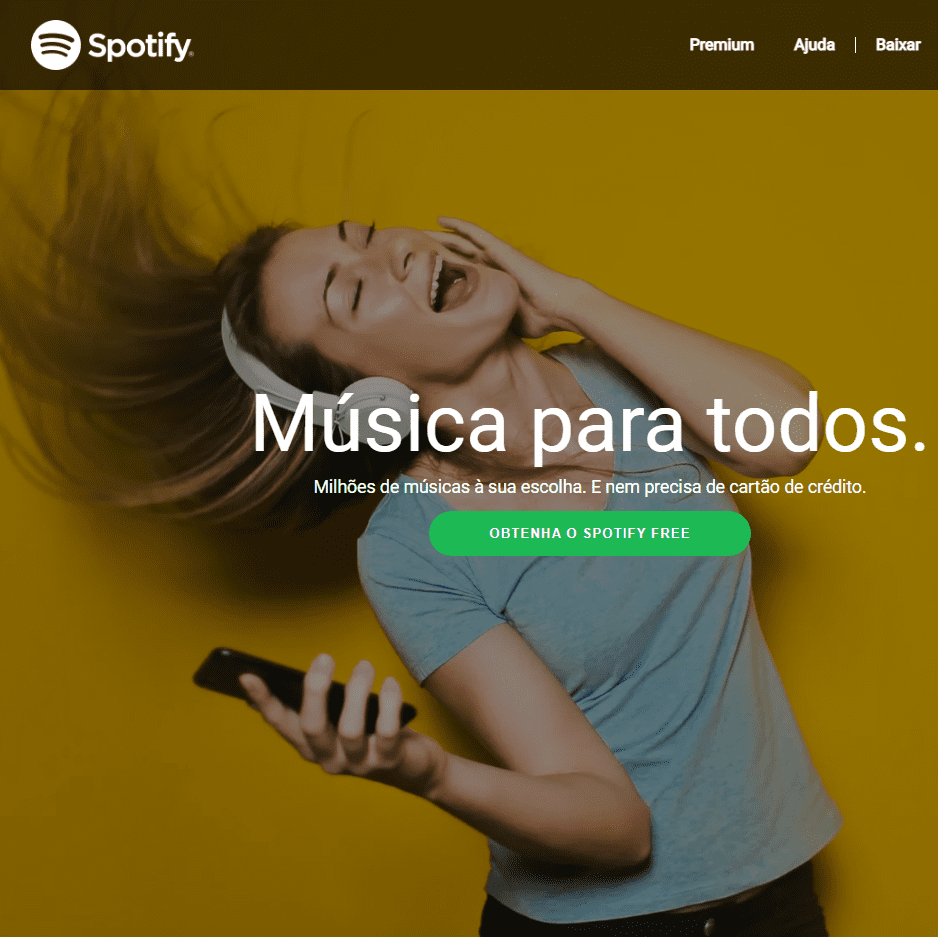 Spotify®
Premium
Ajuda
Baixar
Música para todos.
Milhões de músicas à sua escolha. E nem precisa de cartão de crédito.
OBTENHA O SPOTIFY FREE